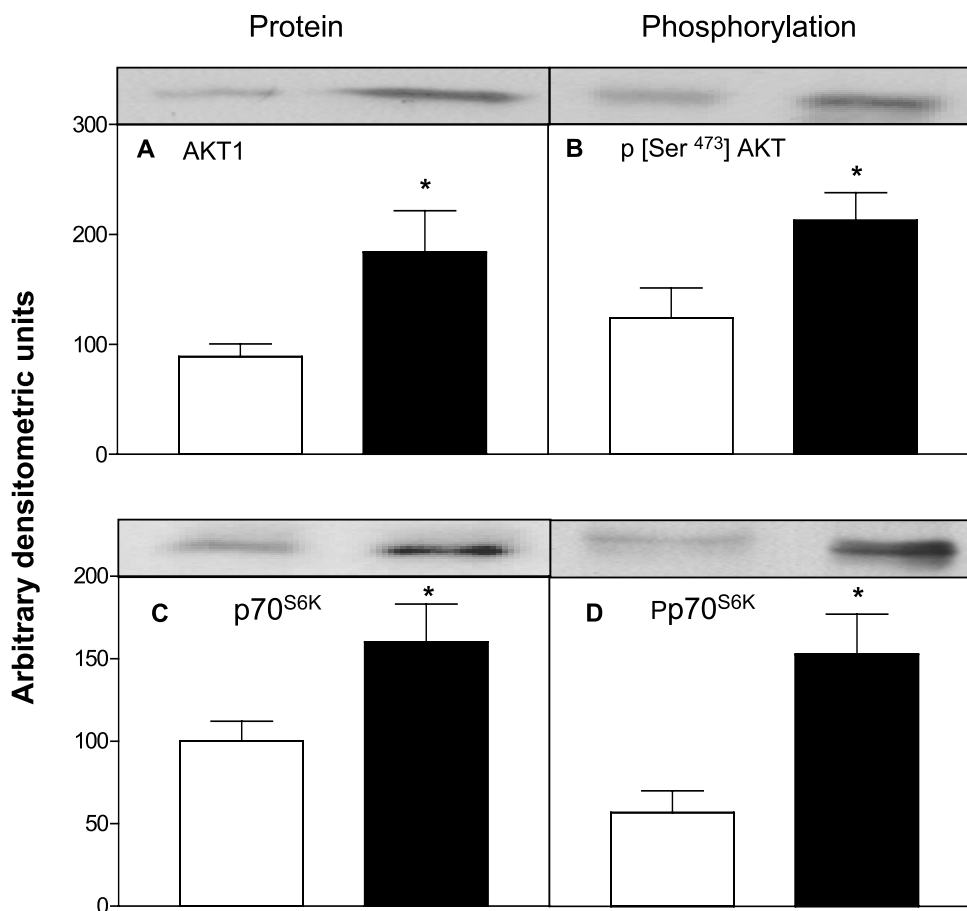 Protein Phosphorylation
300
A AKT1
*
B p [Ser 473] AKT
*
200
100
0
Arbitrary densitometric units
200
C p70S6K
*
D Pp70S6K
*
150
100
50
0